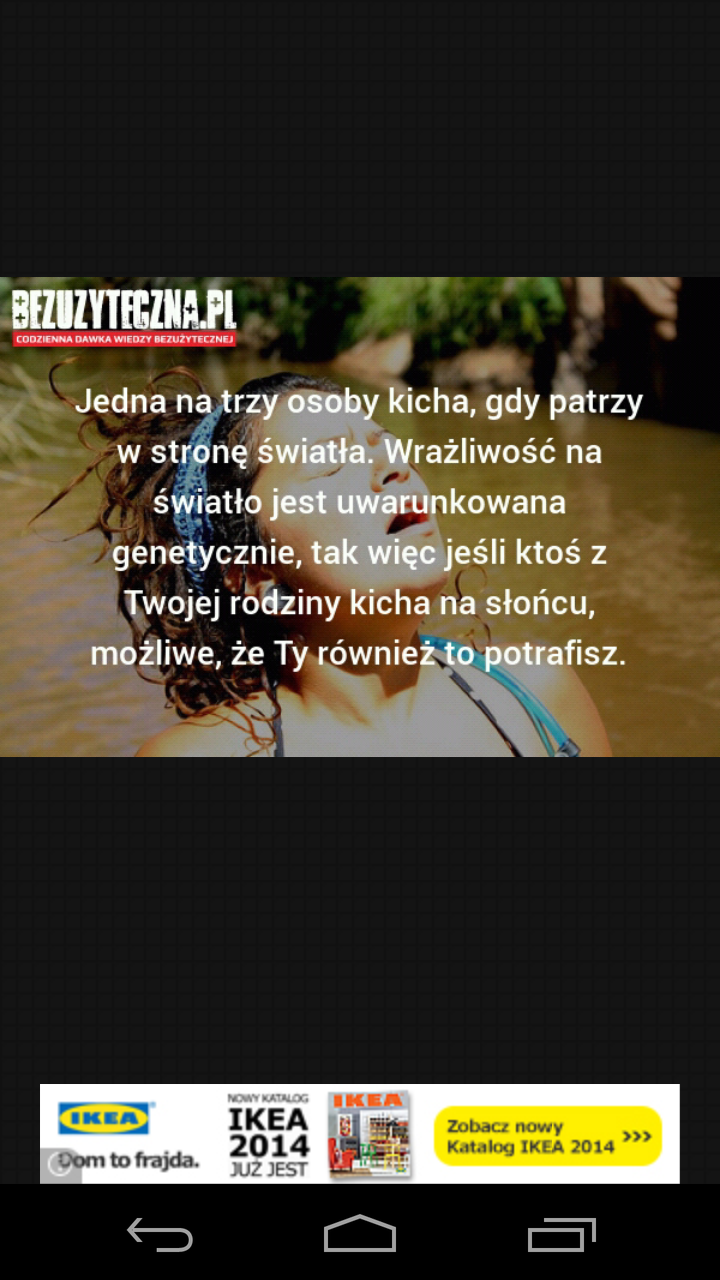 BEZUZYTECZNA.PL
CODZIENNA DAWKA WIEDZY BEZUŻYTECZNEJ
Jedna na trzy osoby kicha, gdy patrzy
w stronę światła. Wrażliwość na
światło jest uwarunkowana
genetycznie, tak więc jeśli ktoś z
Twojej rodziny kicha na słońcu,
możliwe, że Ty również to potrafisz.
IKEA
Dom to frajda.
NOWY KATALOG
IKEA
2014
JUŻ JEST
IKEA
Zobacz nowy
Katalog IKEA 2014 >>>